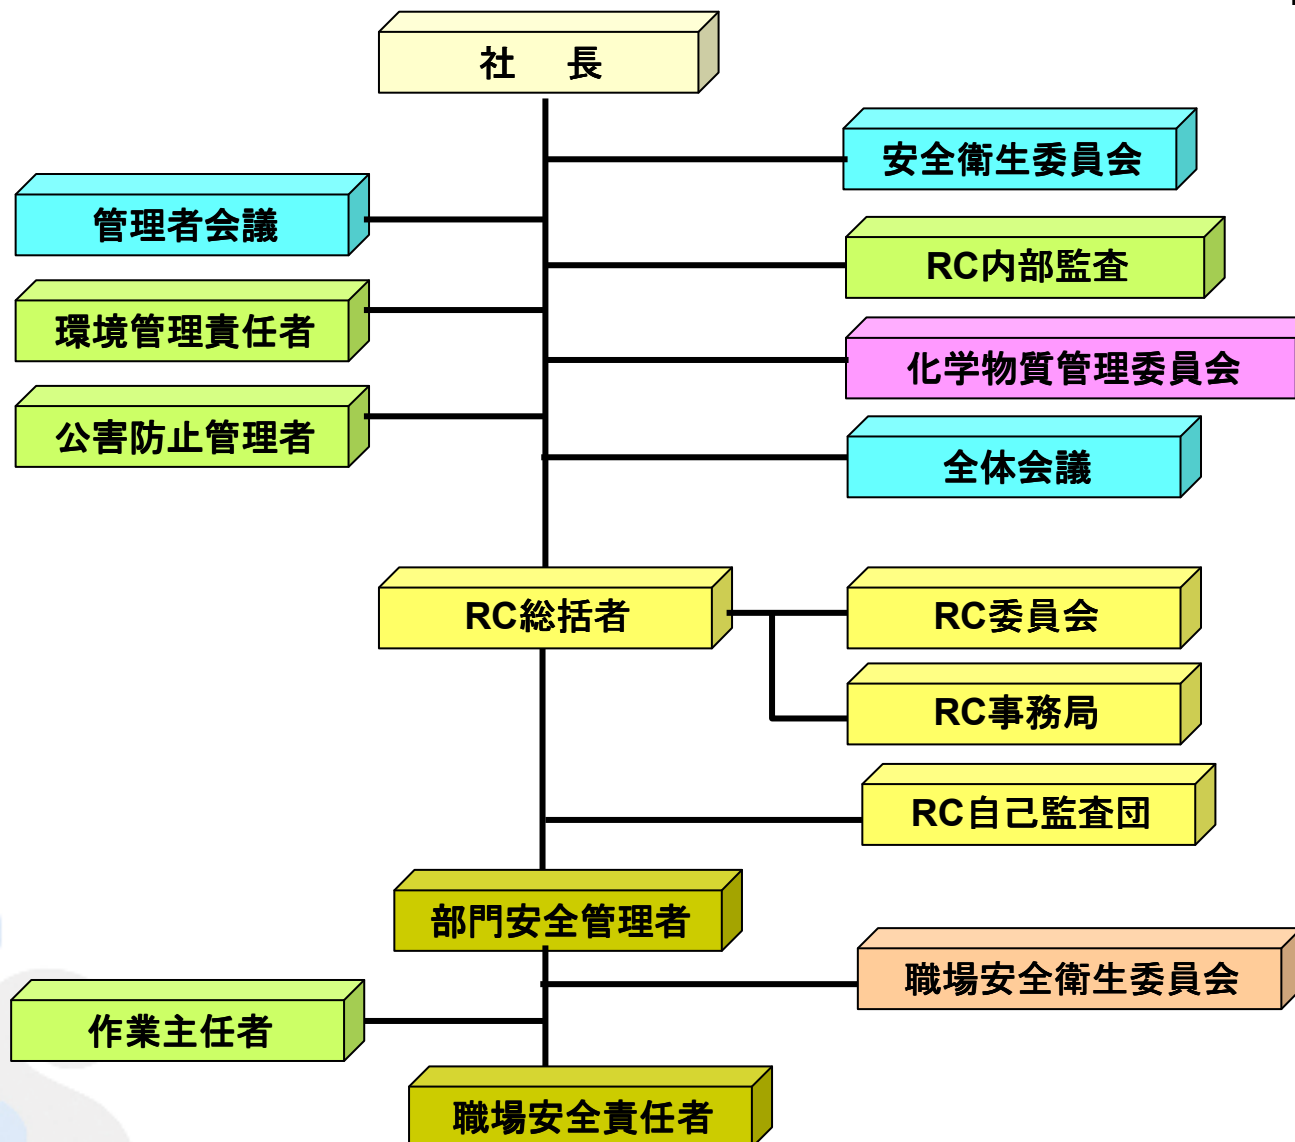 社 長
安全衛生委員会
管理者会議
RC内部監査
環境管理責任者
化学物質管理委員会
公害防止管理者
全体会議
RC総括者
RC委員会
RC事務局
RC自己監査団
部門安全管理者
職場安全衛生委員会
作業主任者
職場安全責任者